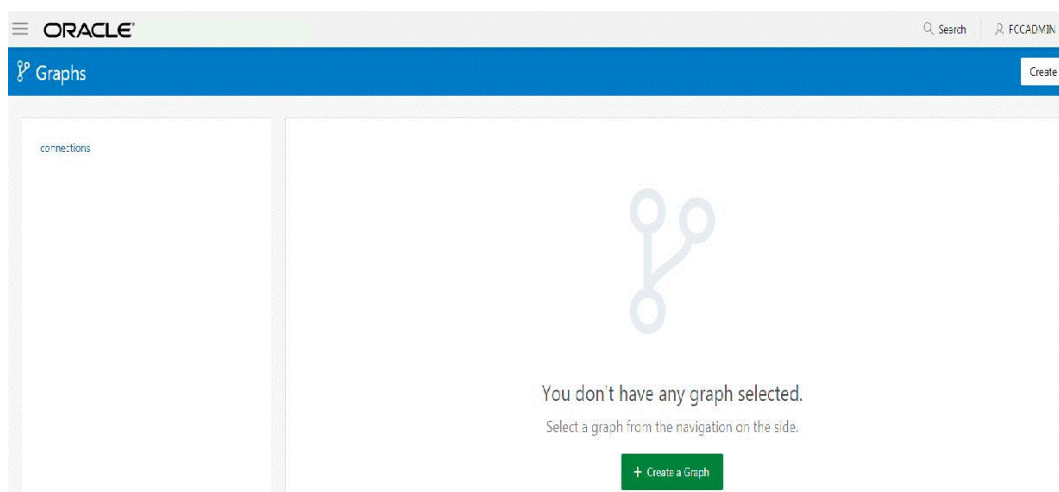 ORACLE®
Search
FCCADMIN
Graphs
Create
connections
You don't have any graph selected.
Select a graph from the navigation on the side.
+ Create a Graph